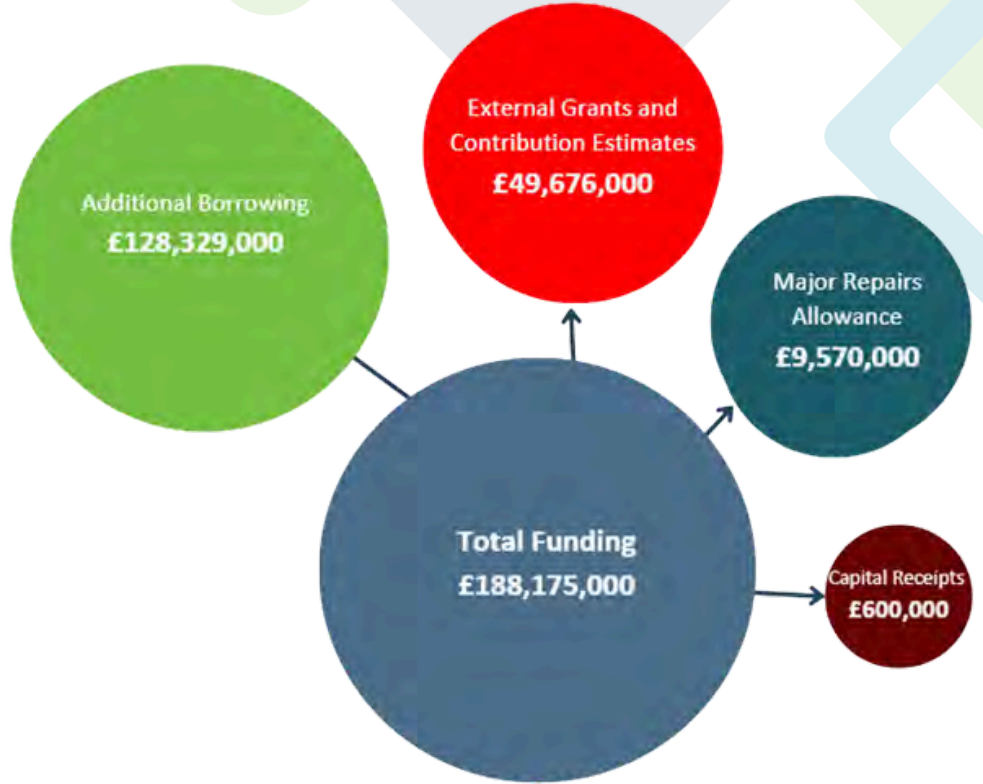 Additional Borrowing
£128,329,000
External Grants and
Contribution Estimates
£49,676,000
Major Repairs
Allowance
£9,570,000
Total Funding
£188,175,000
Capital Receipts
£600,000